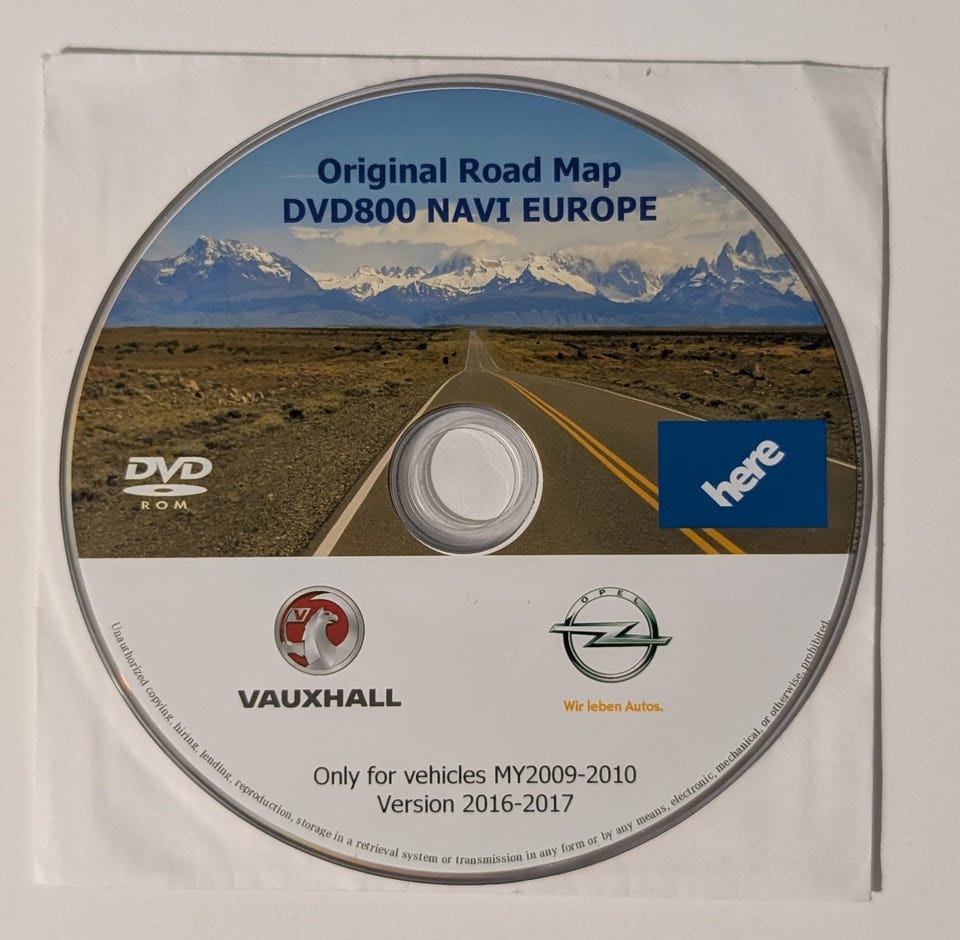 Original Road Map
DVD800 NAVI EUROPE
DVD
ROM
here
V
OPEL
VAUXHALL
Wir leben Autos.
Only for vehicles MY2009-2010
Version 2016-2017
Unauthorized copying, hiring, lending, reproduction, storage in a retrieval system or transmission in any form or by any means, electronic, mechanical, or otherwise, prohibited.